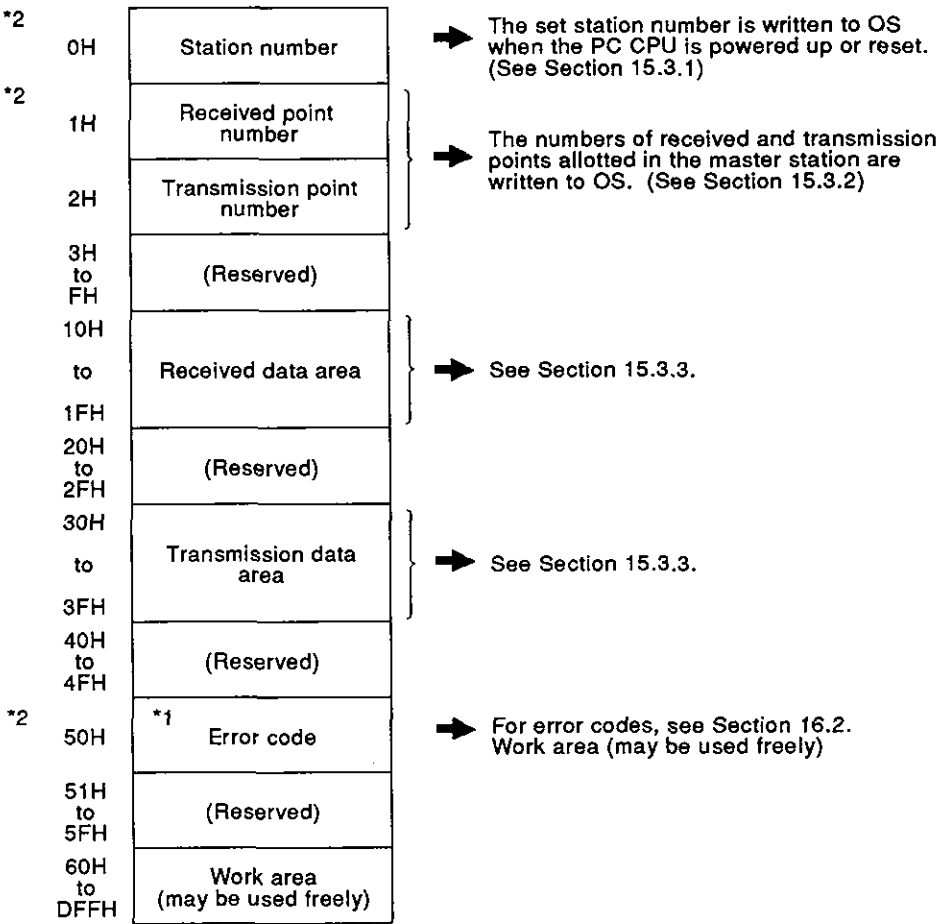 *2
0H Station number The set station number is written to OS
when the PC CPU is powered up or reset.
(See Section 15.3.1)
*2
1H Received point
number
The numbers of received and transmission
points allotted in the master station are
written to OS. (See Section 15.3.2)
2H Transmission point
number
3H
to
FH
(Reserved)
10H
to
1FH
Received data area
See Section 15.3.3.
20H
to
2FH
(Reserved)
30H
to
3FH
Transmission data
area
See Section 15.3.3.
40H
to
4FH
(Reserved)
*2
50H
*1
Error code
For error codes, see Section 16.2.
Work area (may be used freely)
51H
to
5FH
(Reserved)
60H
to
DFFH
Work area
(may be used freely)